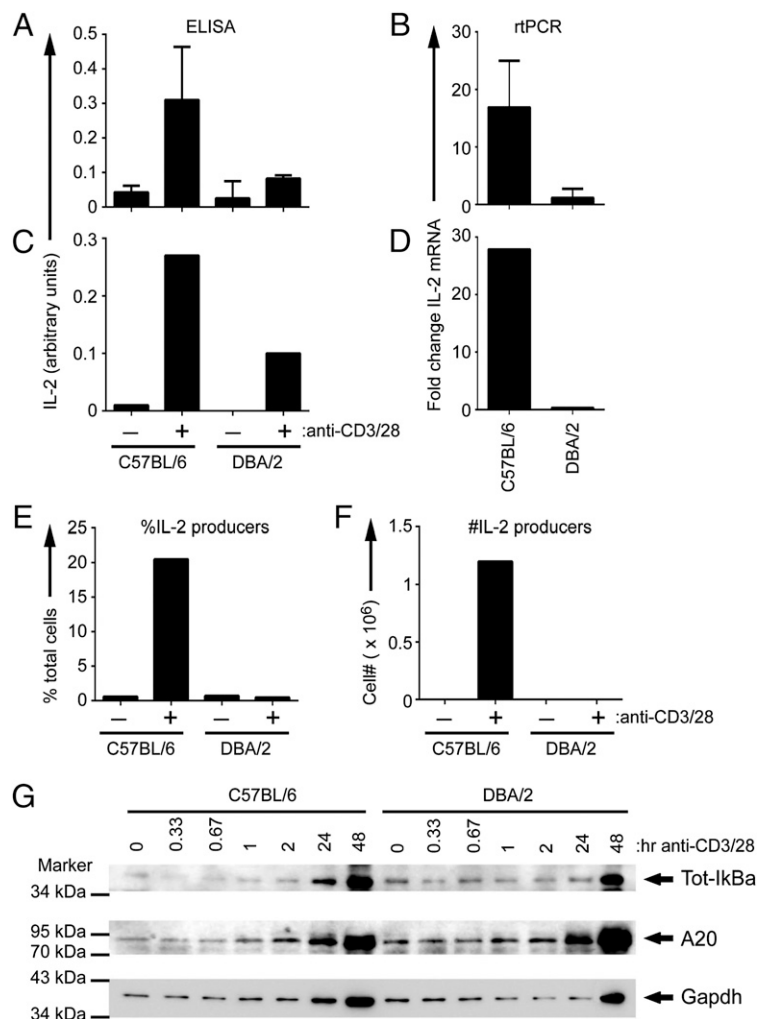 A
ELISA
0.5
0.4
0.3
0.2
0.1
0
B
rtPCR
30
20
10
0
C
0.3
0.2
0.1
0
IL-2 (arbitrary units)
– + – + :anti-CD3/28
C57BL/6 DBA/2
D
30
20
10
0
Fold change IL-2 mRNA
C57BL/6
DBA/2
E
%IL-2 producers
25
20
15
10
5
0
% total cells
– + – +
C57BL/6 DBA/2
F
#IL-2 producers
1.5
1
0.5
0
Cell# ( x 10⁶)
– + – + :anti-CD3/28
C57BL/6 DBA/2
G
C57BL/6 DBA/2
0 0.33 0.67 1 2 24 48 0 0.33 0.67 1 2 24 48 :hr anti-CD3/28
Marker
34 kDa
Tot-IkBa
95 kDa
70 kDa
A20
43 kDa
34 kDa
Gapdh